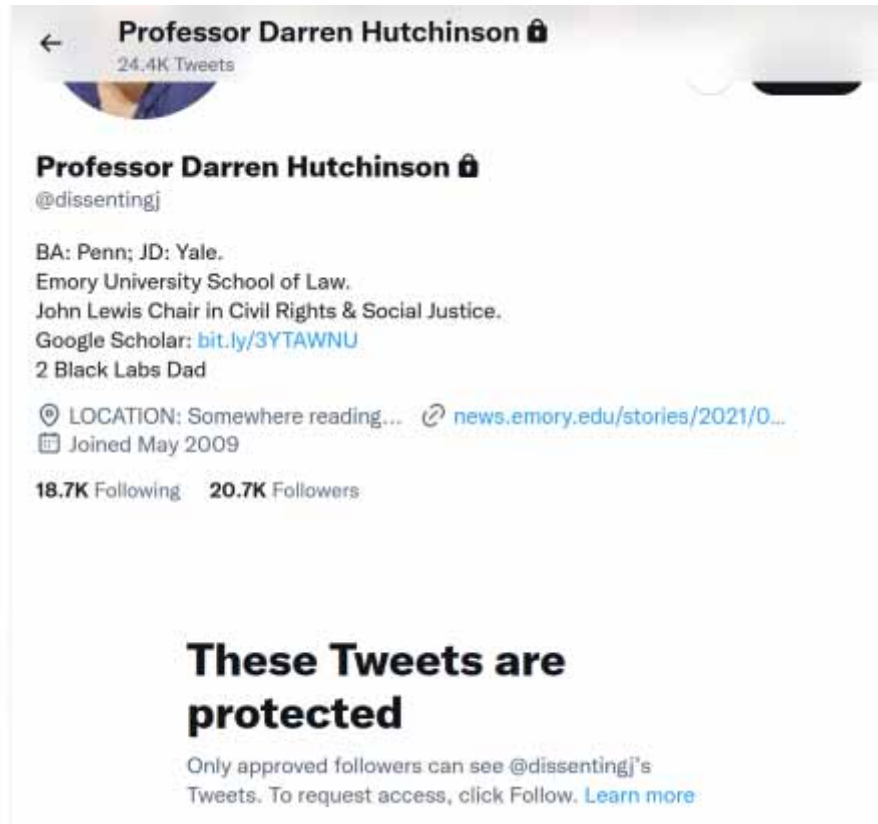 Professor Darren Hutchinson
24.4K Tweets
Professor Darren Hutchinson
@dissentingj
BA: Penn; JD: Yale.
Emory University School of Law.
John Lewis Chair in Civil Rights & Social Justice.
Google Scholar: bit.ly/3YTAWNU
2 Black Labs Dad
LOCATION: Somewhere reading... news.emory.edu/stories/2021/0...
Joined May 2009
18.7K Following 20.7K Followers
These Tweets are
protected
Only approved followers can see @dissentingj's
Tweets. To request access, click Follow. Learn more